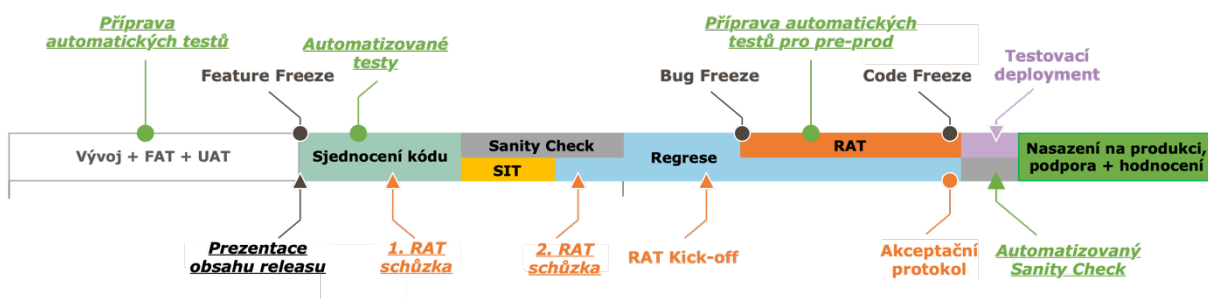 Příprava
automatických testů
Automatizované
testy
Feature Freeze
Příprava automatických
testů pro pre-prod
Bug Freeze
Code Freeze
Testovací
deployment
Vývoj + FAT + UAT
Sjednocení kódu
Sanity Check
SIT
Regrese
RAT
Nasazení na produkci,
podpora + hodnocení
Prezentace
obsahu releasu
1. RAT
schůzka
2. RAT
schůzka
RAT Kick-off
Akceptační
protokol
Automatizovaný
Sanity Check